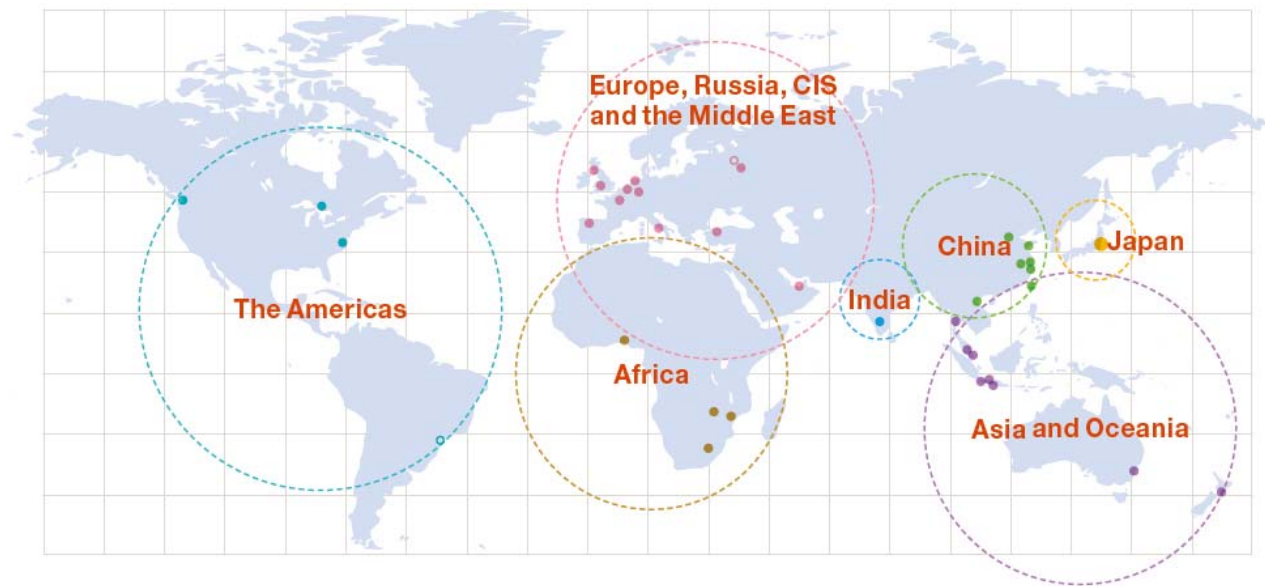 Europe, Russia, CIS
and the Middle East
China
Japan
India
The Americas
Africa
Asia and Oceania